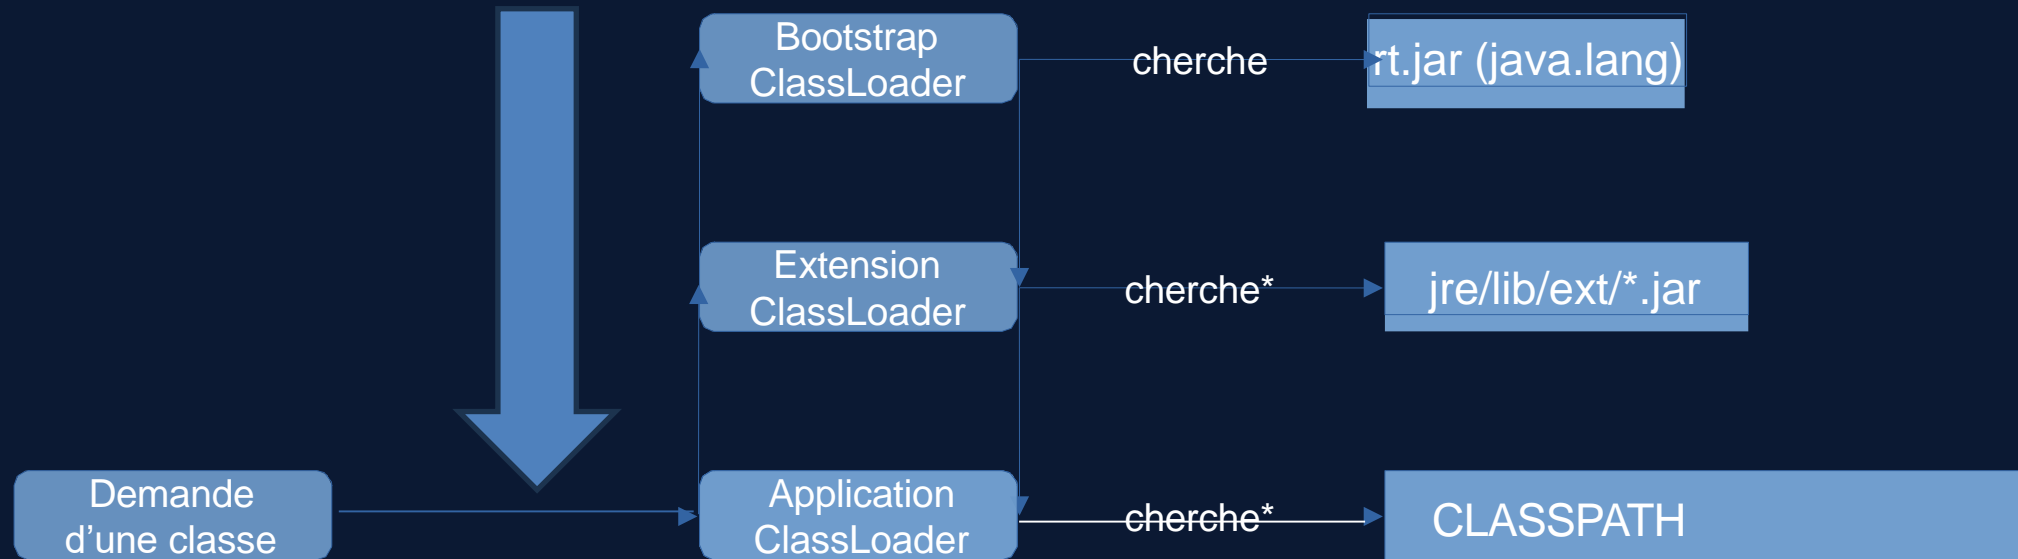 Bootstrap
ClassLoader
cherche
rt.jar (java.lang)
Extension
ClassLoader
cherche*
jre/lib/ext/*.jar
Demande
d’une classe
Application
ClassLoader
cherche*
CLASSPATH